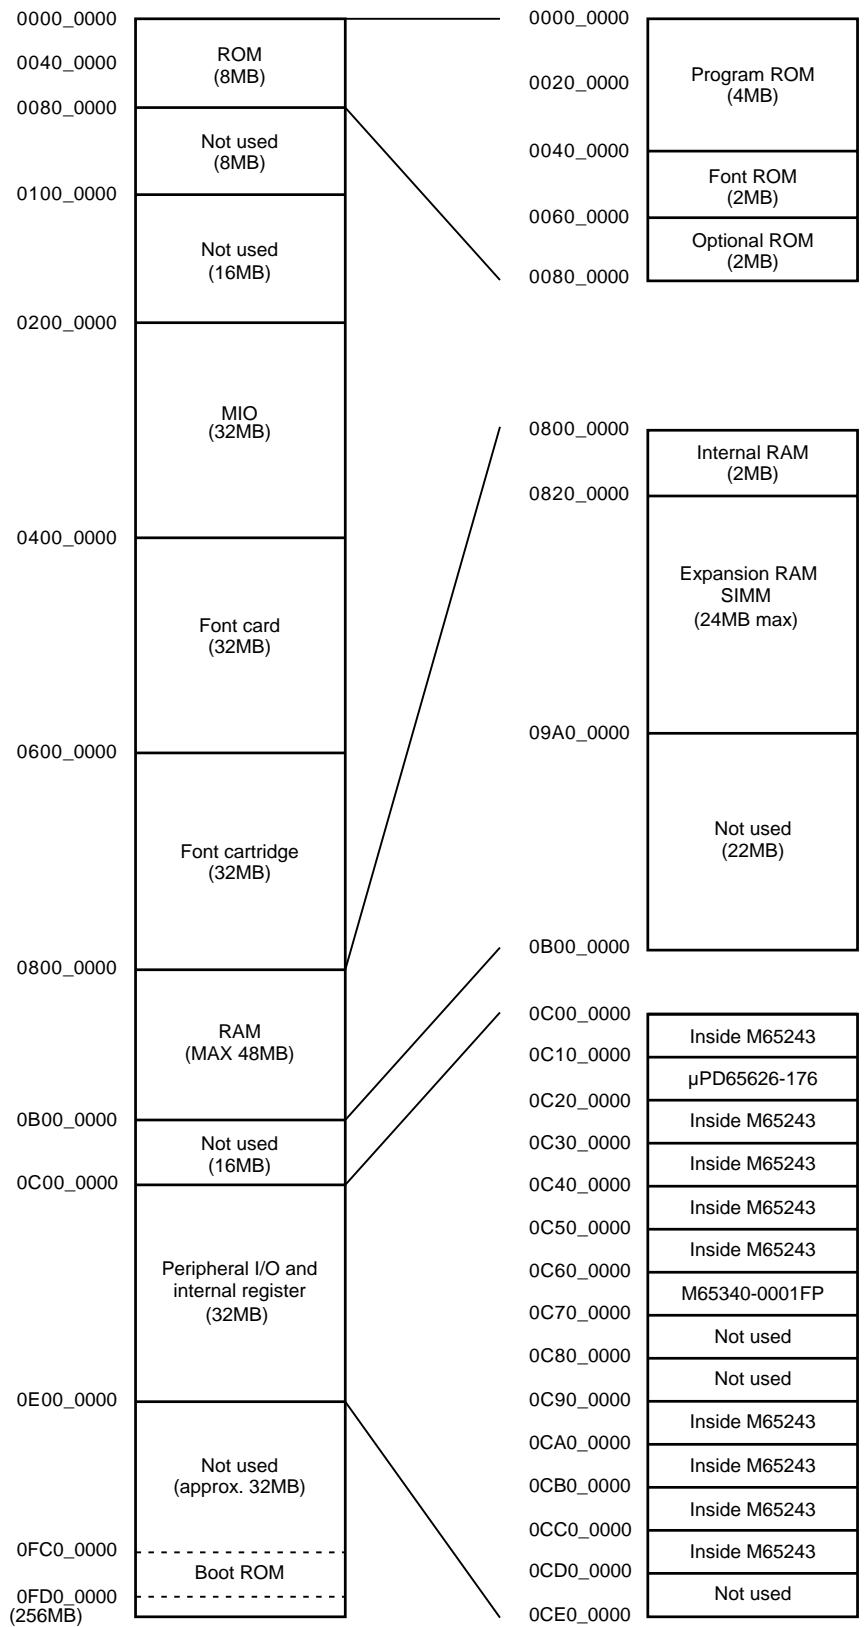 0000_0000
ROM
(8MB)
0040_0000
0080_0000
Not used
(8MB)
0100_0000
Not used
(16MB)
0200_0000
MIO
(32MB)
0400_0000
Font card
(32MB)
0600_0000
Font cartridge
(32MB)
0800_0000
RAM
(MAX 48MB)
0B00_0000
Not used
(16MB)
0C00_0000
Peripheral I/O and
internal register
(32MB)
0E00_0000
Not used
(approx. 32MB)
0FC0_0000
Boot ROM
0FD0_0000
(256MB)
0000_0000
Program ROM
(4MB)
0020_0000
0040_0000
Font ROM
(2MB)
0060_0000
Optional ROM
(2MB)
0080_0000
0800_0000
Internal RAM
(2MB)
0820_0000
Expansion RAM
SIMM
(24MB max)
09A0_0000
Not used
(22MB)
0B00_0000
0C00_0000
Inside M65243
0C10_0000
µPD65626-176
0C20_0000
Inside M65243
0C30_0000
Inside M65243
0C40_0000
Inside M65243
0C50_0000
Inside M65243
0C60_0000
M65340-0001FP
0C70_0000
Not used
0C80_0000
Not used
0C90_0000
Inside M65243
0CA0_0000
Inside M65243
0CB0_0000
Inside M65243
0CC0_0000
Inside M65243
0CD0_0000
Not used
0CE0_0000